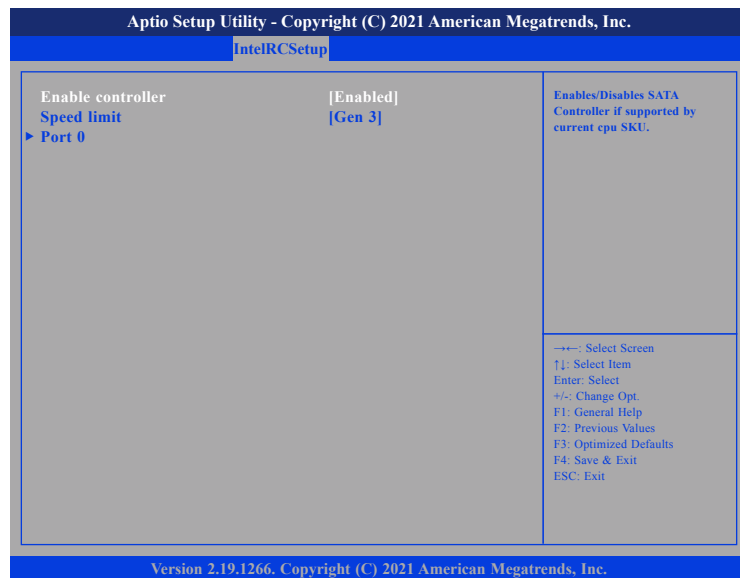 Aptio Setup Utility - Copyright (C) 2021 American Megatrends, Inc.
IntelRCSetup
Enable controller [Enabled]
Speed limit [Gen 3]
► Port 0
Enables/Disables SATA
Controller if supported by
current cpu SKU.
→←: Select Screen
↑↓: Select Item
Enter: Select
+/-: Change Opt.
F1: General Help
F2: Previous Values
F3: Optimized Defaults
F4: Save & Exit
ESC: Exit
Version 2.19.1266. Copyright (C) 2021 American Megatrends, Inc.